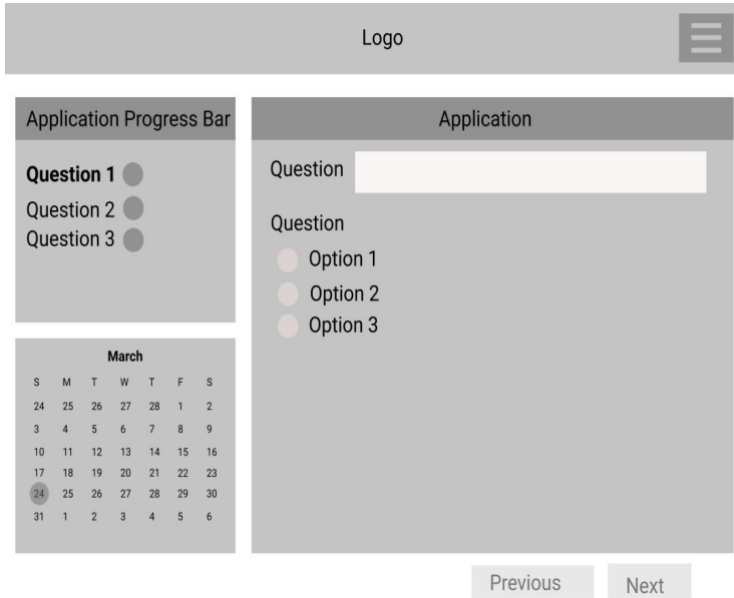 Logo
Application Progress Bar
Question 1
Question 2
Question 3
March
S M T W T F S
24 25 26 27 28 1 2
3 4 5 6 7 8 9
10 11 12 13 14 15 16
17 18 19 20 21 22 23
24 25 26 27 28 29 30
31 1 2 3 4 5 6
Application
Question
Question
Option 1
Option 2
Option 3
Previous
Next